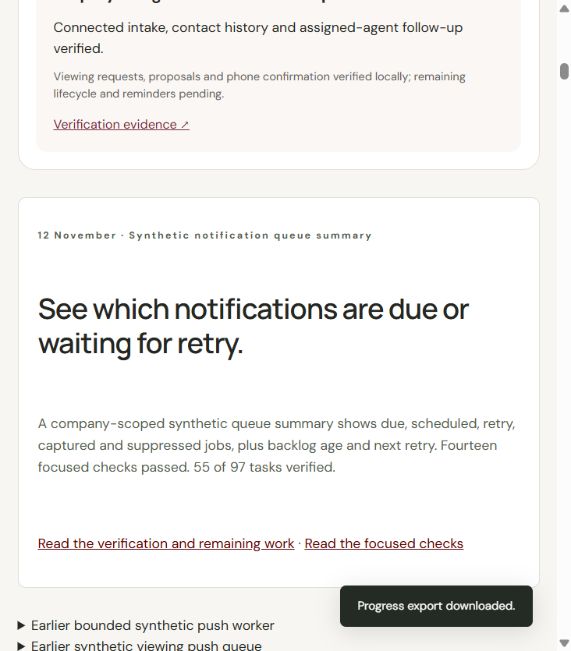 Connected intake, contact history and assigned-agent follow-up
verified.
Viewing requests, proposals and phone confirmation verified locally; remaining
lifecycle and reminders pending.
Verification evidence ↗
12 November · Synthetic notification queue summary
See which notifications are due or
waiting for retry.
A company-scoped synthetic queue summary shows due, scheduled, retry,
captured and suppressed jobs, plus backlog age and next retry. Fourteen
focused checks passed. 55 of 97 tasks verified.
Read the verification and remaining work · Read the focused checks
Progress export downloaded.
▶ Earlier bounded synthetic push worker
▶ Earlier synthetic viewing push queue